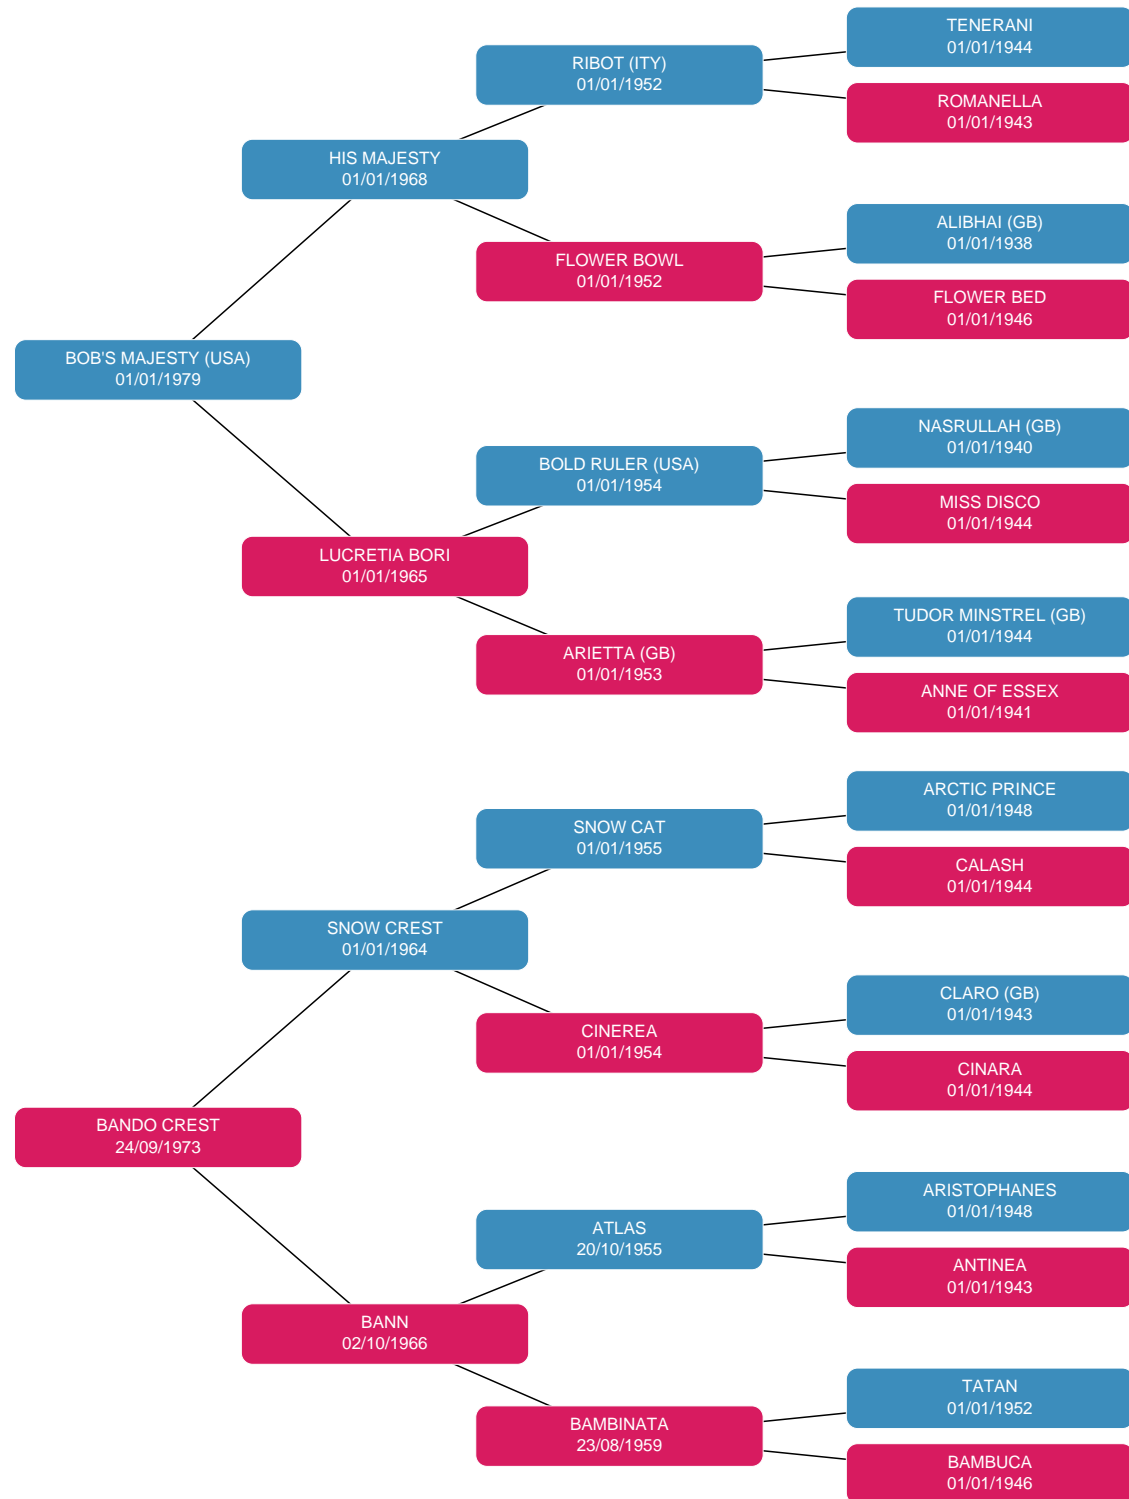 TENERANI
01/01/1944
RIBOT (ITY)
01/01/1952
ROMANELLA
01/01/1943
HIS MAJESTY
01/01/1968
ALIBHAI (GB)
01/01/1938
FLOWER BOWL
01/01/1952
FLOWER BED
01/01/1946
BOB'S MAJESTY (USA)
01/01/1979
NASRULLAH (GB)
01/01/1940
BOLD RULER (USA)
01/01/1954
MISS DISCO
01/01/1944
LUCRETIA BORI
01/01/1965
TUDOR MINSTREL (GB)
01/01/1944
ARIETTA (GB)
01/01/1953
ANNE OF ESSEX
01/01/1941
ARCTIC PRINCE
01/01/1948
SNOW CAT
01/01/1955
CALASH
01/01/1944
SNOW CREST
01/01/1964
CLARO (GB)
01/01/1943
CINEREA
01/01/1954
CINARA
01/01/1944
BANDO CREST
24/09/1973
ARISTOPHANES
01/01/1948
ATLAS
20/10/1955
ANTINEA
01/01/1943
BANN
02/10/1966
TATAN
01/01/1952
BAMBINATA
23/08/1959
BAMBUCA
01/01/1946